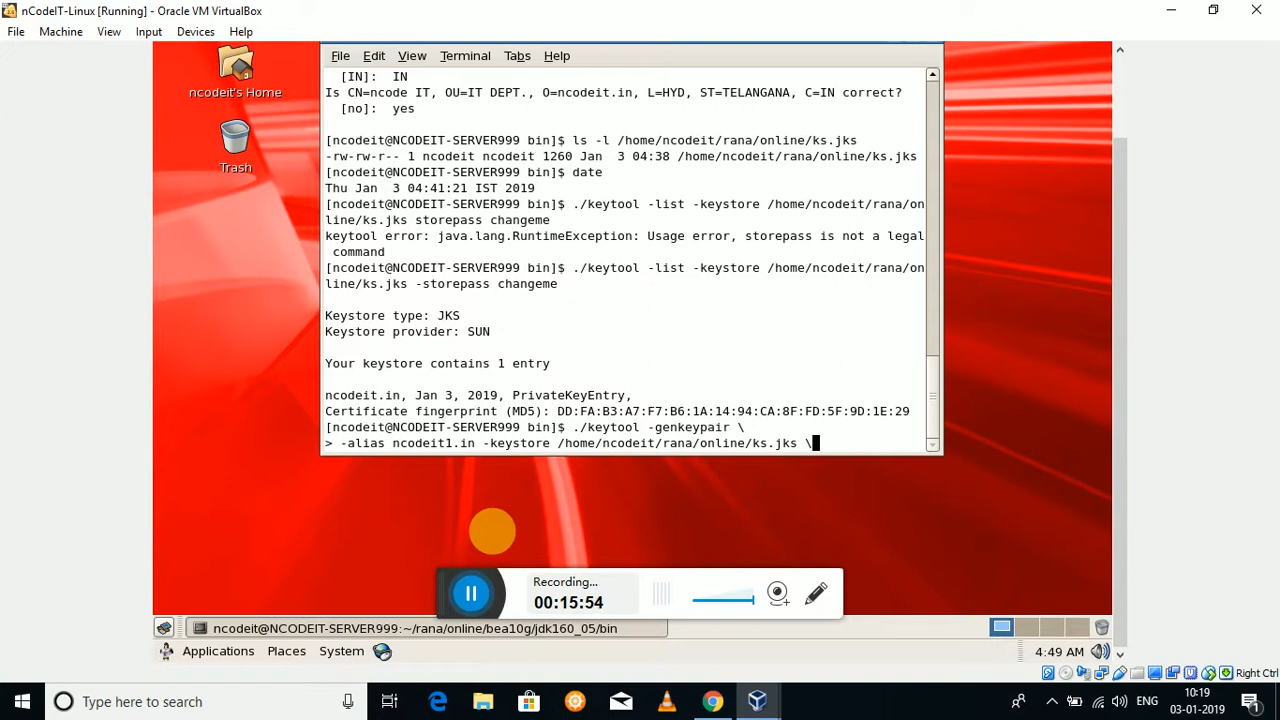 nCodeIT-Linux [Running] - Oracle VM VirtualBox
File Machine View Input Devices Help
ncodeit's Home
Trash
File Edit View Terminal Tabs Help
[IN]: IN
Is CN=ncode IT, OU=IT DEPT., O=ncodeit.in, L=HYD, ST=TELANGANA, C=IN correct?
[no]: yes
[ncodeit@NCODEIT-SERVER999 bin]$ ls -l /home/ncodeit/rana/online/ks.jks
-rw-rw-r-- 1 ncodeit ncodeit 1260 Jan 3 04:38 /home/ncodeit/rana/online/ks.jks
[ncodeit@NCODEIT-SERVER999 bin]$ date
Thu Jan 3 04:41:21 IST 2019
[ncodeit@NCODEIT-SERVER999 bin]$ ./keytool -list -keystore /home/ncodeit/rana/on
line/ks.jks storepass changeme
keytool error: java.lang.RuntimeException: Usage error, storepass is not a legal
command
[ncodeit@NCODEIT-SERVER999 bin]$ ./keytool -list -keystore /home/ncodeit/rana/on
line/ks.jks -storepass changeme
Keystore type: JKS
Keystore provider: SUN
Your keystore contains 1 entry
ncodeit.in, Jan 3, 2019, PrivateKeyEntry,
Certificate fingerprint (MD5): DD:FA:B3:A7:F7:B6:1A:14:94:CA:8F:FD:5F:9D:1E:29
[ncodeit@NCODEIT-SERVER999 bin]$ ./keytool -genkeypair \
> -alias ncodeit1.in -keystore /home/ncodeit/rana/online/ks.jks \
Recording...
00:15:54
ncodeit@NCODEIT-SERVER999:~/rana/online/bea10g/jdk160_05/bin
Applications Places System
4:49 AM
Right Ctrl
Type here to search
ENG
10:19
03-01-2019
1